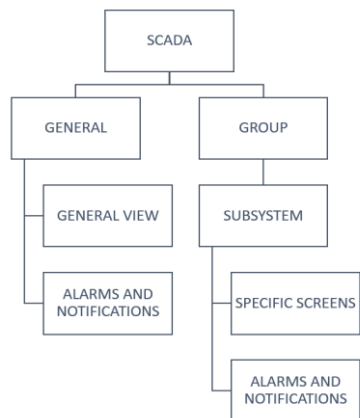 SCADA
GENERAL
GROUP
GENERAL VIEW
SUBSYSTEM
ALARMS AND
NOTIFICATIONS
SPECIFIC SCREENS
ALARMS AND
NOTIFICATIONS